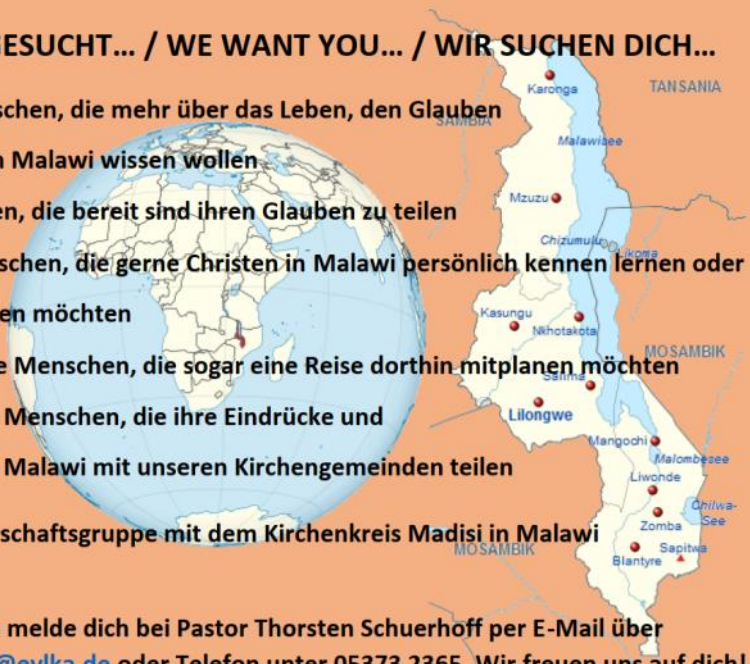 GESUCHT... / WE WANT YOU... / WIR SUCHEN DICH...
schen, die mehr über das Leben, den Glauben
n Malawi wissen wollen
en, die bereit sind ihren Glauben zu teilen
schen, die gerne Christen in Malawi persönlich kennen lernen oder
en möchten
e Menschen, die sogar eine Reise dorthin mitplanen möchten
Menschen, die ihre Eindrücke und
Malawi mit unseren Kirchengemeinden teilen
schaftsgruppe mit dem Kirchenkreis Madisi in Malawi
melde dich bei Pastor Thorsten Schuerhoff per E-Mail über
@evlka.de oder Telefon unter 05373 2365. Wir freuen uns auf dich!
Karonga
TANSANIA
SAMBIA
Malawisee
Mzuzu
Chizumulu
Likoma
Kasungu
Nkhotakota
MOSAMBIK
Salima
Lilongwe
Mangochi
Malombesee
Liwonde
Chilwa-
See
Zomba
MOSAMBIK
Sapitwa
Blantyre